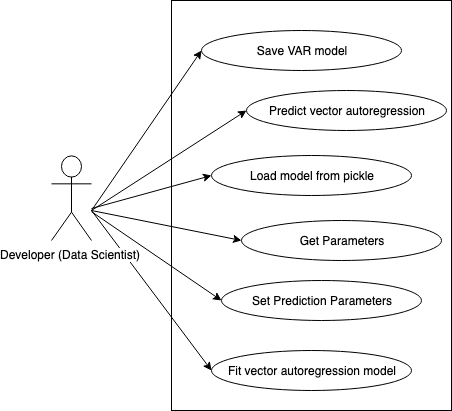 Save VAR model
Predict vector autoregression
Load model from pickle
Developer (Data Scientist)
Get Parameters
Set Prediction Parameters
Fit vector autoregression model